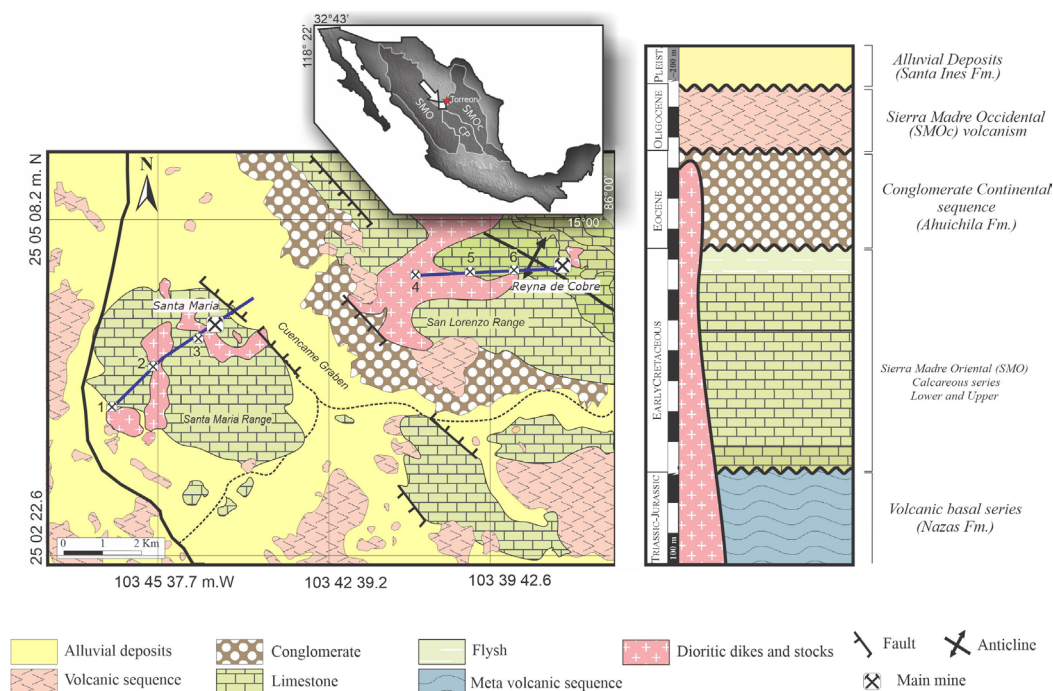 32°43'
118° 22'
Torreon
SMO
SMOc
CP
86°00'
15°00'
N
25 05 08.2 m. N
25 02 22.6
Santa Maria
1
2
3
Santa Maria Range
Cuencame Graben
4
5
6
Reyna de Cobre
San Lorenzo Range
0 1 2 Km
103 45 37.7 m.W
103 42 39.2
103 39 42.6
PLEIST
OLIGOCENE
EOCENE
EARLY CRETACEOUS
TRIASSIC-JURASSIC
200 m
100 m
Alluvial Deposits
(Santa Ines Fm.)
Sierra Madre Occidental
(SMOc) volcanism
Conglomerate Continental
sequence
(Ahuichila Fm.)
Sierra Madre Oriental (SMO)
Calcareous series
Lower and Upper
Volcanic basal series
(Nazas Fm.)
Alluvial deposits
Conglomerate
Flysh
Dioritic dikes and stocks
Fault
Anticline
Volcanic sequence
Limestone
Meta volcanic sequence
Main mine